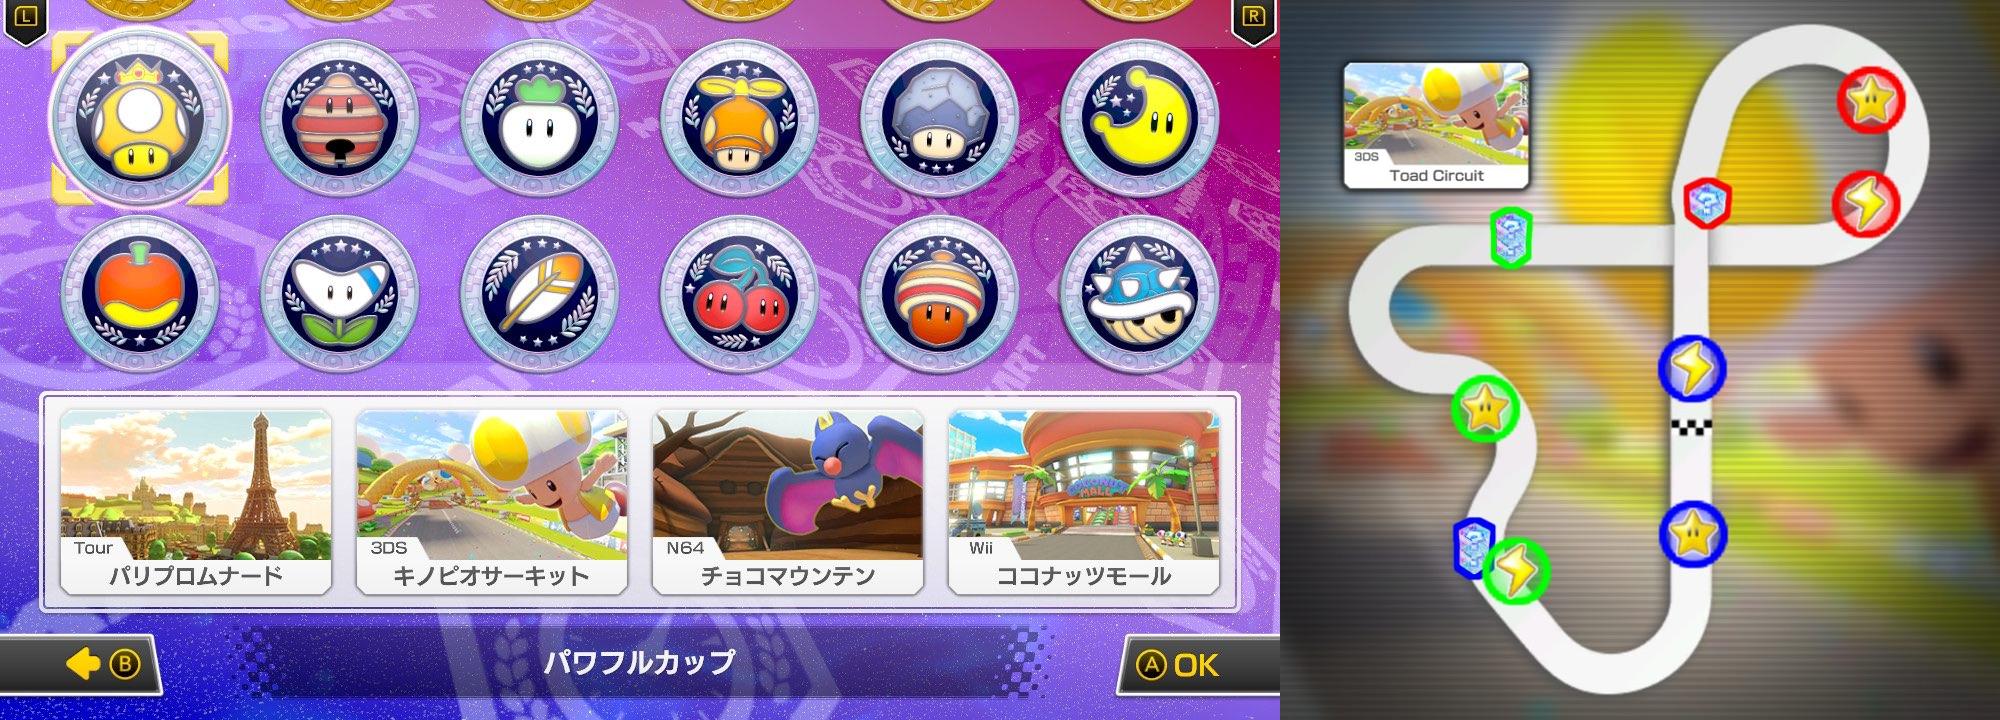 L
R
Tour
パリプロムナード
3DS
キノピオサーキット
N64
チョコマウンテン
COCONUT
MALL
Wii
ココナッツモール
B
パワフルカップ
A OK
3DS
Toad Circuit